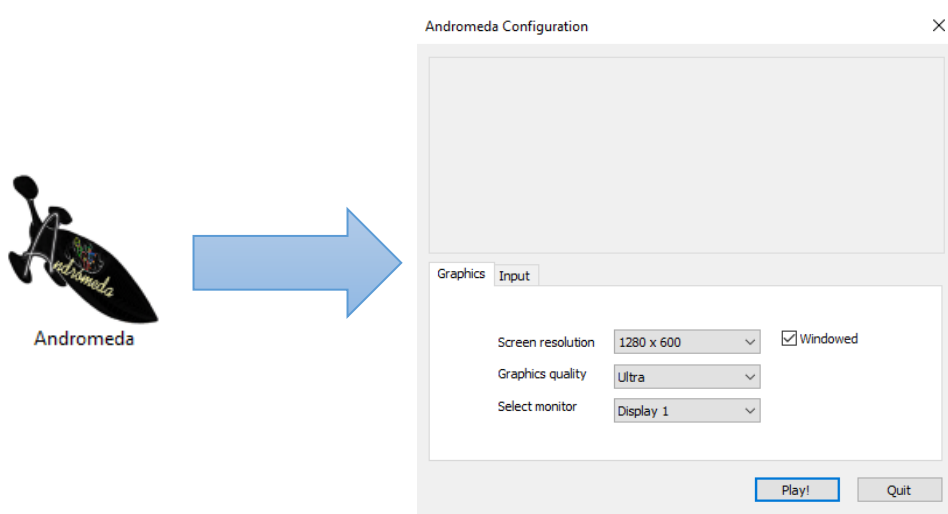 Andromeda Configuration
Andrómeda
Andromeda
Graphics Input
Screen resolution 1280 x 600 Windowed
Graphics quality Ultra
Select monitor Display 1
Play! Quit